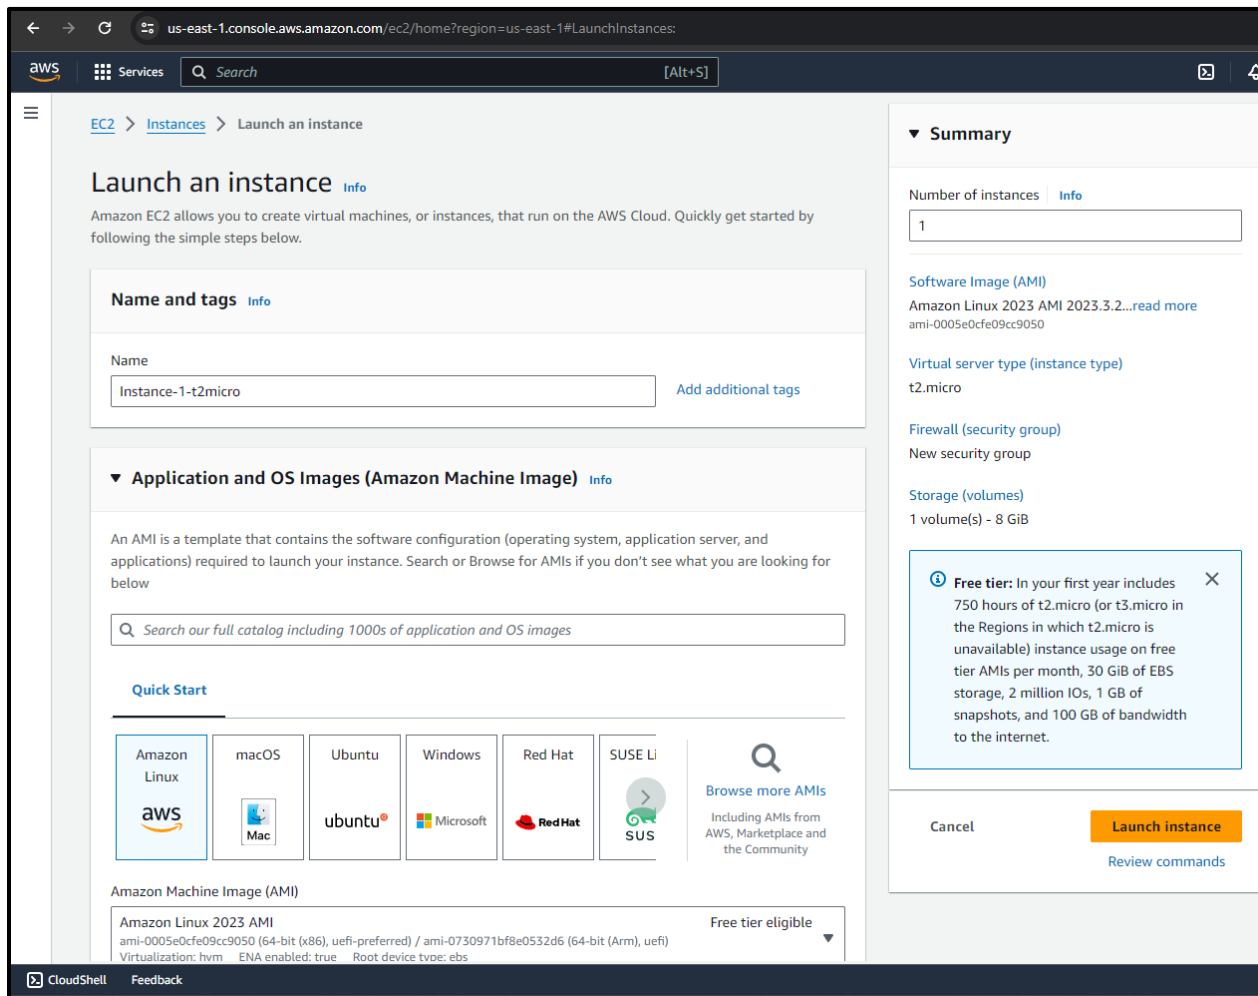 us-east-1.console.aws.amazon.com/ec2/home?region=us-east-1#LaunchInstances:
aws Services Search [Alt+S]
EC2 > Instances > Launch an instance
Launch an instance Info
Amazon EC2 allows you to create virtual machines, or instances, that run on the AWS Cloud. Quickly get started by
following the simple steps below.
Name and tags Info
Name
Instance-1-t2micro
Add additional tags
Application and OS Images (Amazon Machine Image) Info
An AMI is a template that contains the software configuration (operating system, application server, and
applications) required to launch your instance. Search or Browse for AMIs if you don't see what you are looking for
below
Search our full catalog including 1000s of application and OS images
Quick Start
Amazon
Linux
aws
macOS
Mac
Ubuntu
ubuntu
Windows
Microsoft
Red Hat
RedHat
SUSE Li
SUS
Browse more AMIs
Including AMIs from
AWS, Marketplace and
the Community
Amazon Machine Image (AMI)
Amazon Linux 2023 AMI
Free tier eligible
ami-0005e0cfe09cc9050 (64-bit (x86), uefi-preferred) / ami-0730971bf8e0532d6 (64-bit (Arm), uefi)
Virtualization: hvm ENA enabled: true Root device type: ebs
Summary
Number of instances Info
1
Software Image (AMI)
Amazon Linux 2023 AMI 2023.3.2...read more
ami-0005e0cfe09cc9050
Virtual server type (instance type)
t2.micro
Firewall (security group)
New security group
Storage (volumes)
1 volume(s) - 8 GiB
Free tier: In your first year includes
750 hours of t2.micro (or t3.micro in
the Regions in which t2.micro is
unavailable) instance usage on free
tier AMIs per month, 30 GiB of EBS
storage, 2 million IOs, 1 GB of
snapshots, and 100 GB of bandwidth
to the internet.
Cancel
Launch instance
Review commands
CloudShell Feedback